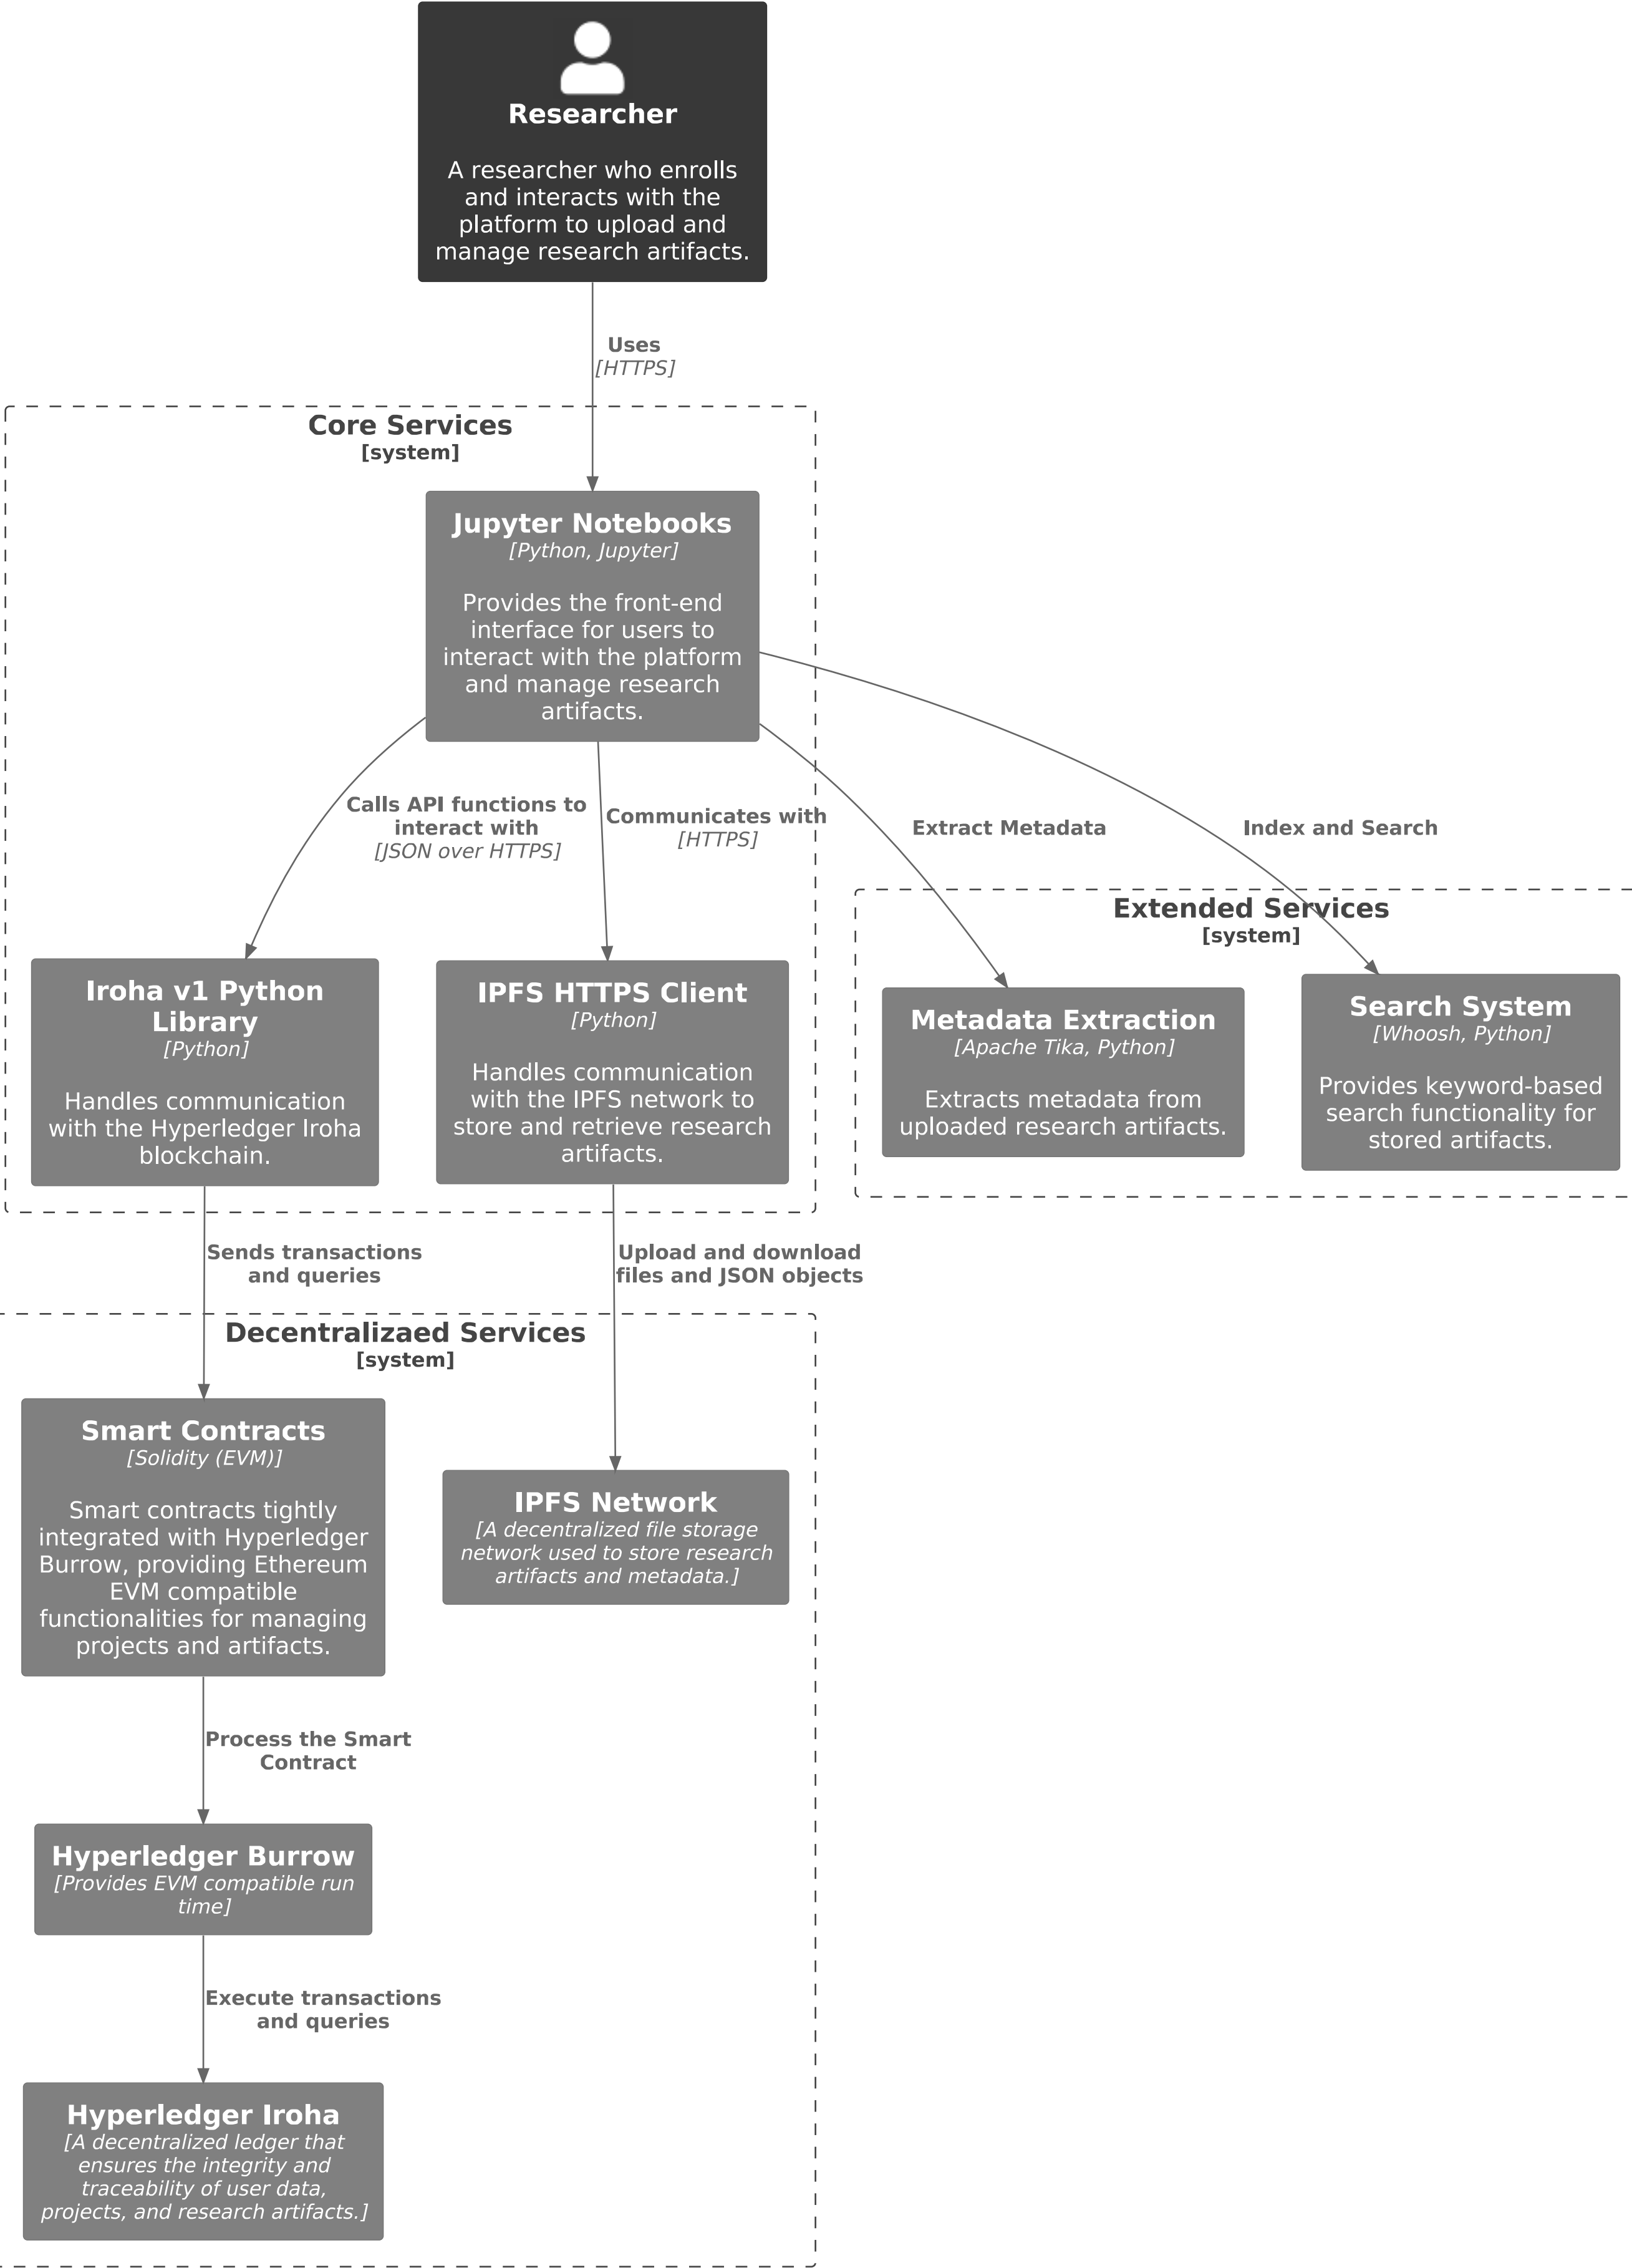 Researcher
A researcher who enrolls
and interacts with the
platform to upload and
manage research artifacts.
Uses
[HTTPS]
Core Services
[system]
Jupyter Notebooks
[Python, Jupyter]
Provides the front-end
interface for users to
interact with the platform
and manage research
artifacts.
Calls API functions to
interact with
[JSON over HTTPS]
Communicates with
[HTTPS]
Extract Metadata
Index and Search
Extended Services
[system]
Iroha v1 Python
Library
[Python]
Handles communication
with the Hyperledger Iroha
blockchain.
IPFS HTTPS Client
[Python]
Handles communication
with the IPFS network to
store and retrieve research
artifacts.
Metadata Extraction
[Apache Tika, Python]
Extracts metadata from
uploaded research artifacts.
Search System
[Whoosh, Python]
Provides keyword-based
search functionality for
stored artifacts.
Sends transactions
and queries
Upload and download
files and JSON objects
Decentralizaed Services
[system]
Smart Contracts
[Solidity (EVM)]
Smart contracts tightly
integrated with Hyperledger
Burrow, providing Ethereum
EVM compatible
functionalities for managing
projects and artifacts.
IPFS Network
[A decentralized file storage
network used to store research
artifacts and metadata.]
Process the Smart
Contract
Hyperledger Burrow
[Provides EVM compatible run
time]
Execute transactions
and queries
Hyperledger Iroha
[A decentralized ledger that
ensures the integrity and
traceability of user data,
projects, and research artifacts.]